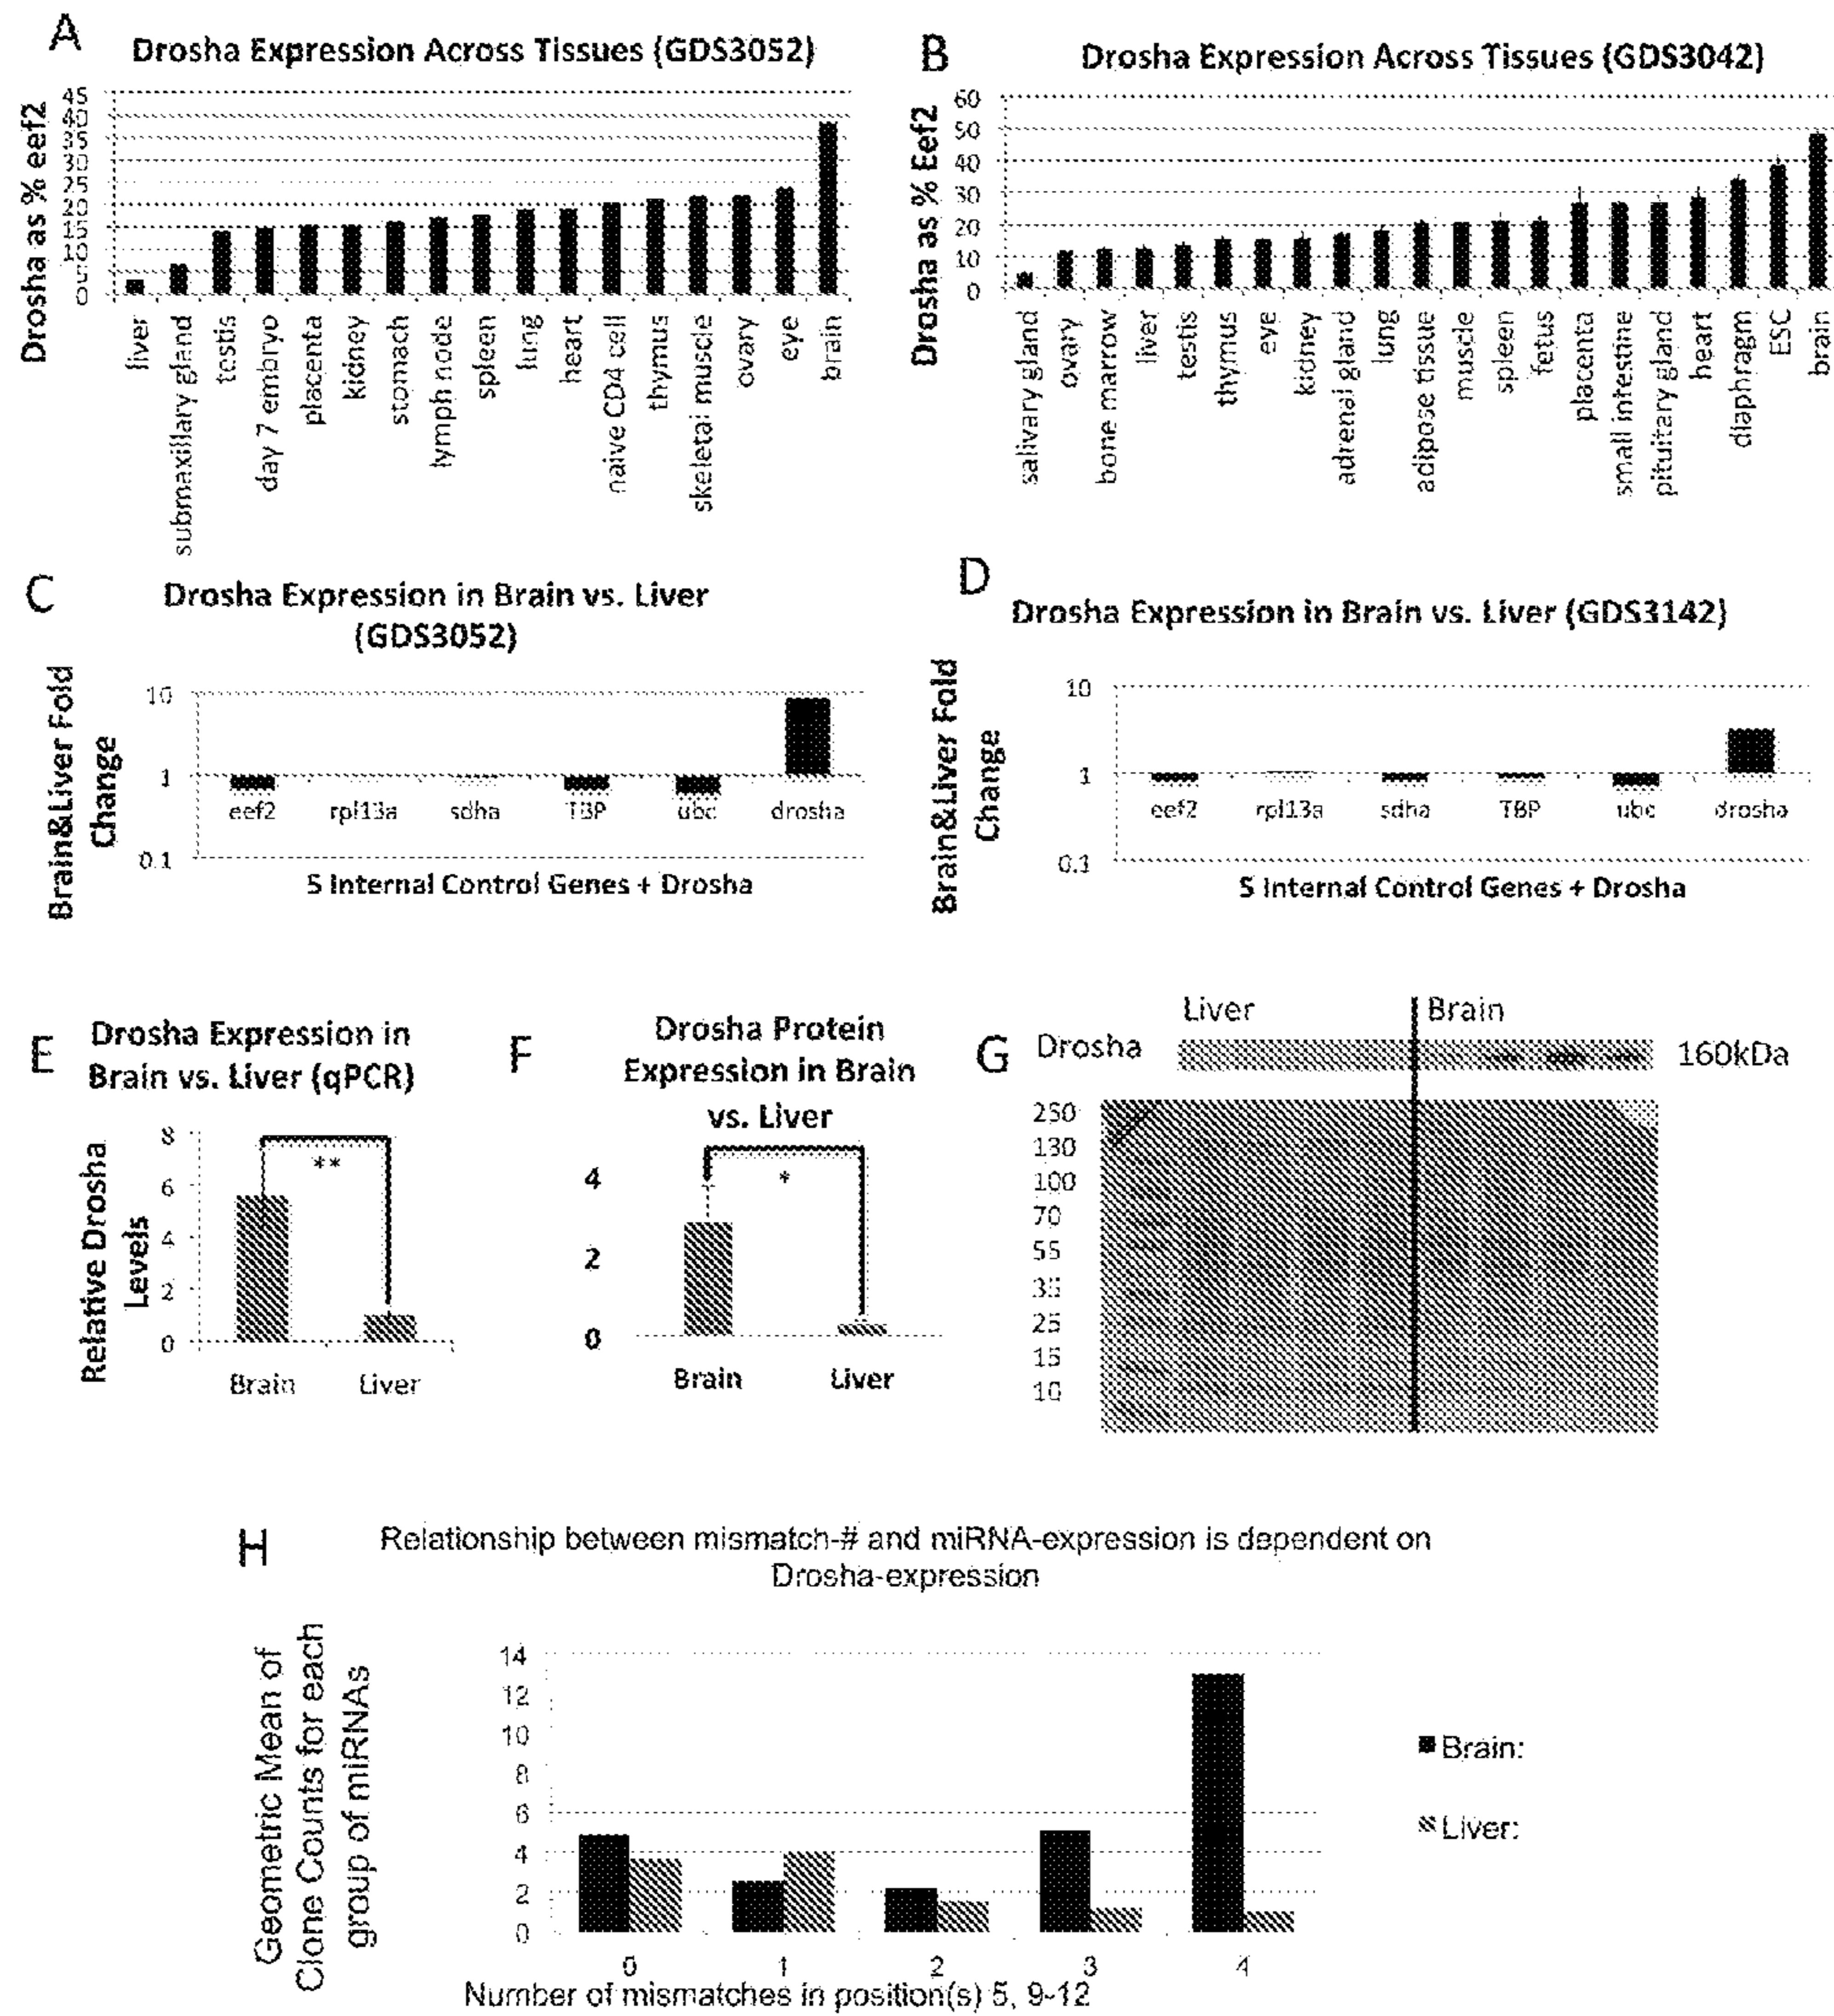 A
Drosha Expression Across Tissues (GDS3052)
Drosha as % eef2
45
40
35
30
25
20
15
10
5
0
liver
submaxillary gland
testis
day 7 embryo
placenta
kidney
stomach
lymph node
spleen
lung
heart
naive CD4 cell
thymus
skeletal muscle
ovary
eye
brain
B
Drosha Expression Across Tissues (GDS3042)
Drosha as % Eef2
60
50
40
30
20
10
0
salivary gland
ovary
bone marrow
liver
testis
thymus
eye
kidney
adrenal gland
lung
adipose tissue
muscle
spleen
fetus
placenta
small intestine
pituitary gland
heart
diaphragm
ESC
brain
C
Drosha Expression in Brain vs. Liver
(GDS3052)
Brain&Liver Fold
Change
10
1
0.1
eef2 rpl13a sdha TBP ubc drosha
5 Internal Control Genes + Drosha
D
Drosha Expression in Brain vs. Liver (GDS3142)
Brain&Liver Fold
Change
10
1
0.1
eef2 rpl13a sdha TBP ubc drosha
5 Internal Control Genes + Drosha
E
Drosha Expression in
Brain vs. Liver (qPCR)
Relative Drosha
Levels
8
6
4
2
0
**
Brain Liver
F
Drosha Protein
Expression in Brain
vs. Liver
4
2
0
*
Brain Liver
G
Liver Brain
Drosha 160kDa
250
130
100
70
55
35
25
15
10
H
Relationship between mismatch-# and miRNA-expression is dependent on
Drosha-expression
Geometric Mean of
Clone Counts for each
group of miRNAs
14
12
10
8
6
4
2
0
0 1 2 3 4
Number of mismatches in position(s) 5, 9-12
Brain:
Liver: